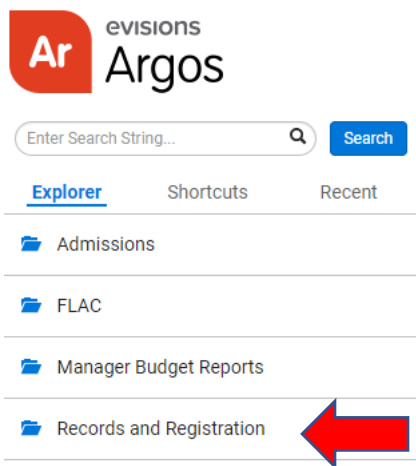 Ar
evisions
Argos
Enter Search String...
Search
Explorer Shortcuts Recent
Admissions
FLAC
Manager Budget Reports
Records and Registration